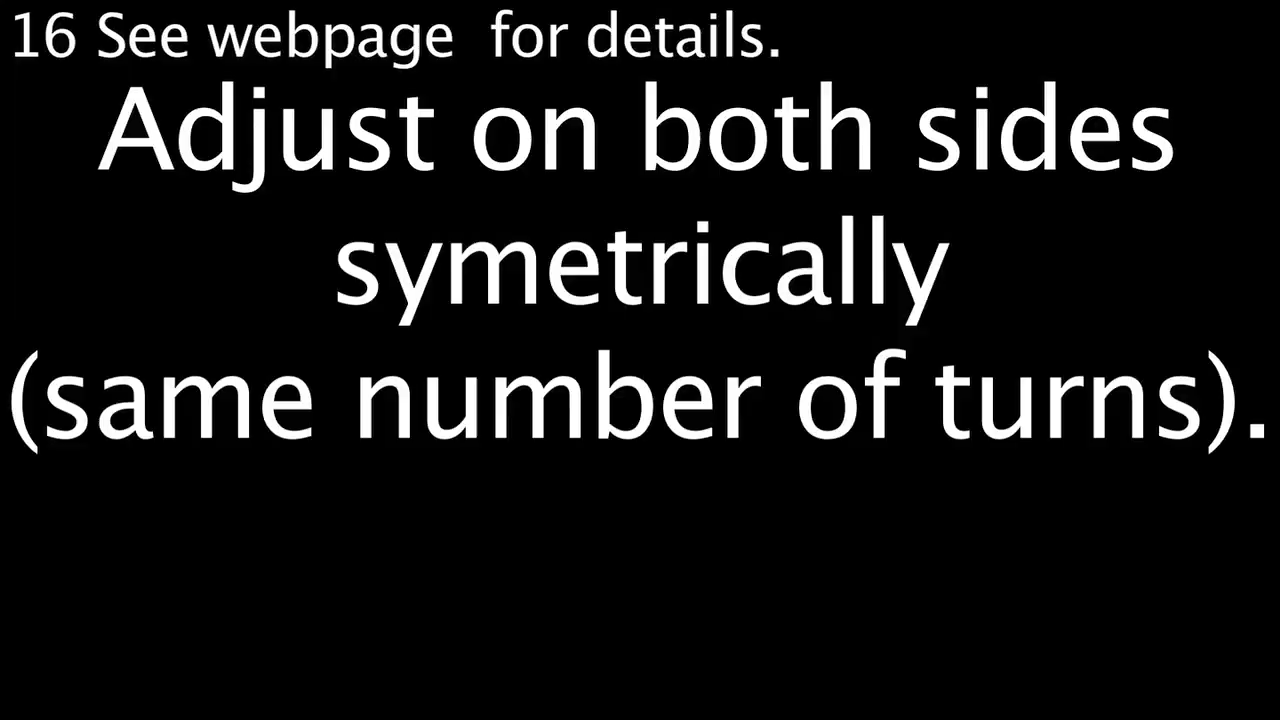 16 See webpage  for details.
Adjust on both sides
symetrically
(same number of turns).